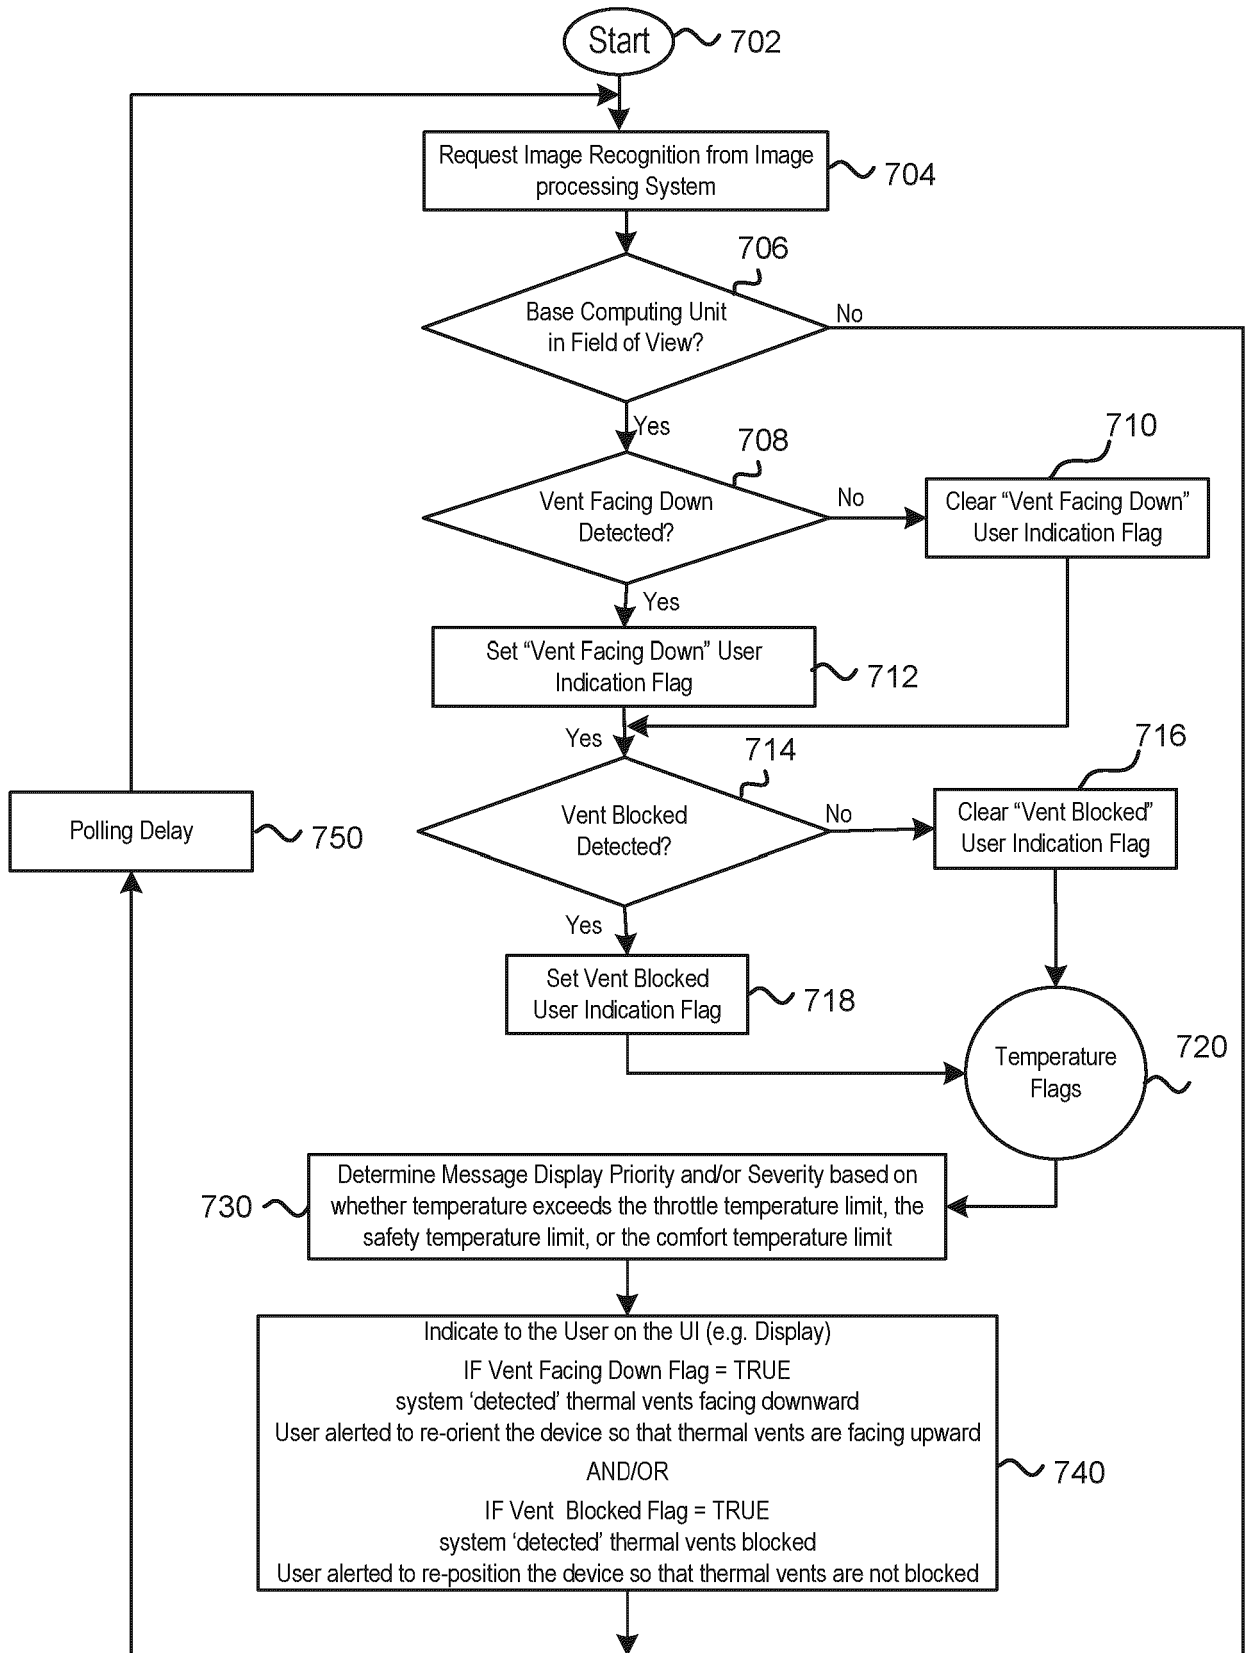 Start
702
Request Image Recognition from Image
processing System
704
706
Base Computing Unit
in Field of View?
No
Yes
708
710
Vent Facing Down
Detected?
No
Clear “Vent Facing Down”
User Indication Flag
Yes
Set “Vent Facing Down” User
Indication Flag
712
Yes
714
716
Vent Blocked
Detected?
No
Clear “Vent Blocked”
User Indication Flag
Polling Delay
750
Yes
Set Vent Blocked
User Indication Flag
718
Temperature
Flags
720
Determine Message Display Priority and/or Severity based on
whether temperature exceeds the throttle temperature limit, the
safety temperature limit, or the comfort temperature limit
730
Indicate to the User on the UI (e.g. Display)
IF Vent Facing Down Flag = TRUE
system ‘detected’ thermal vents facing downward
User alerted to re-orient the device so that thermal vents are facing upward
AND/OR
IF Vent Blocked Flag = TRUE
system ‘detected’ thermal vents blocked
User alerted to re-position the device so that thermal vents are not blocked
740